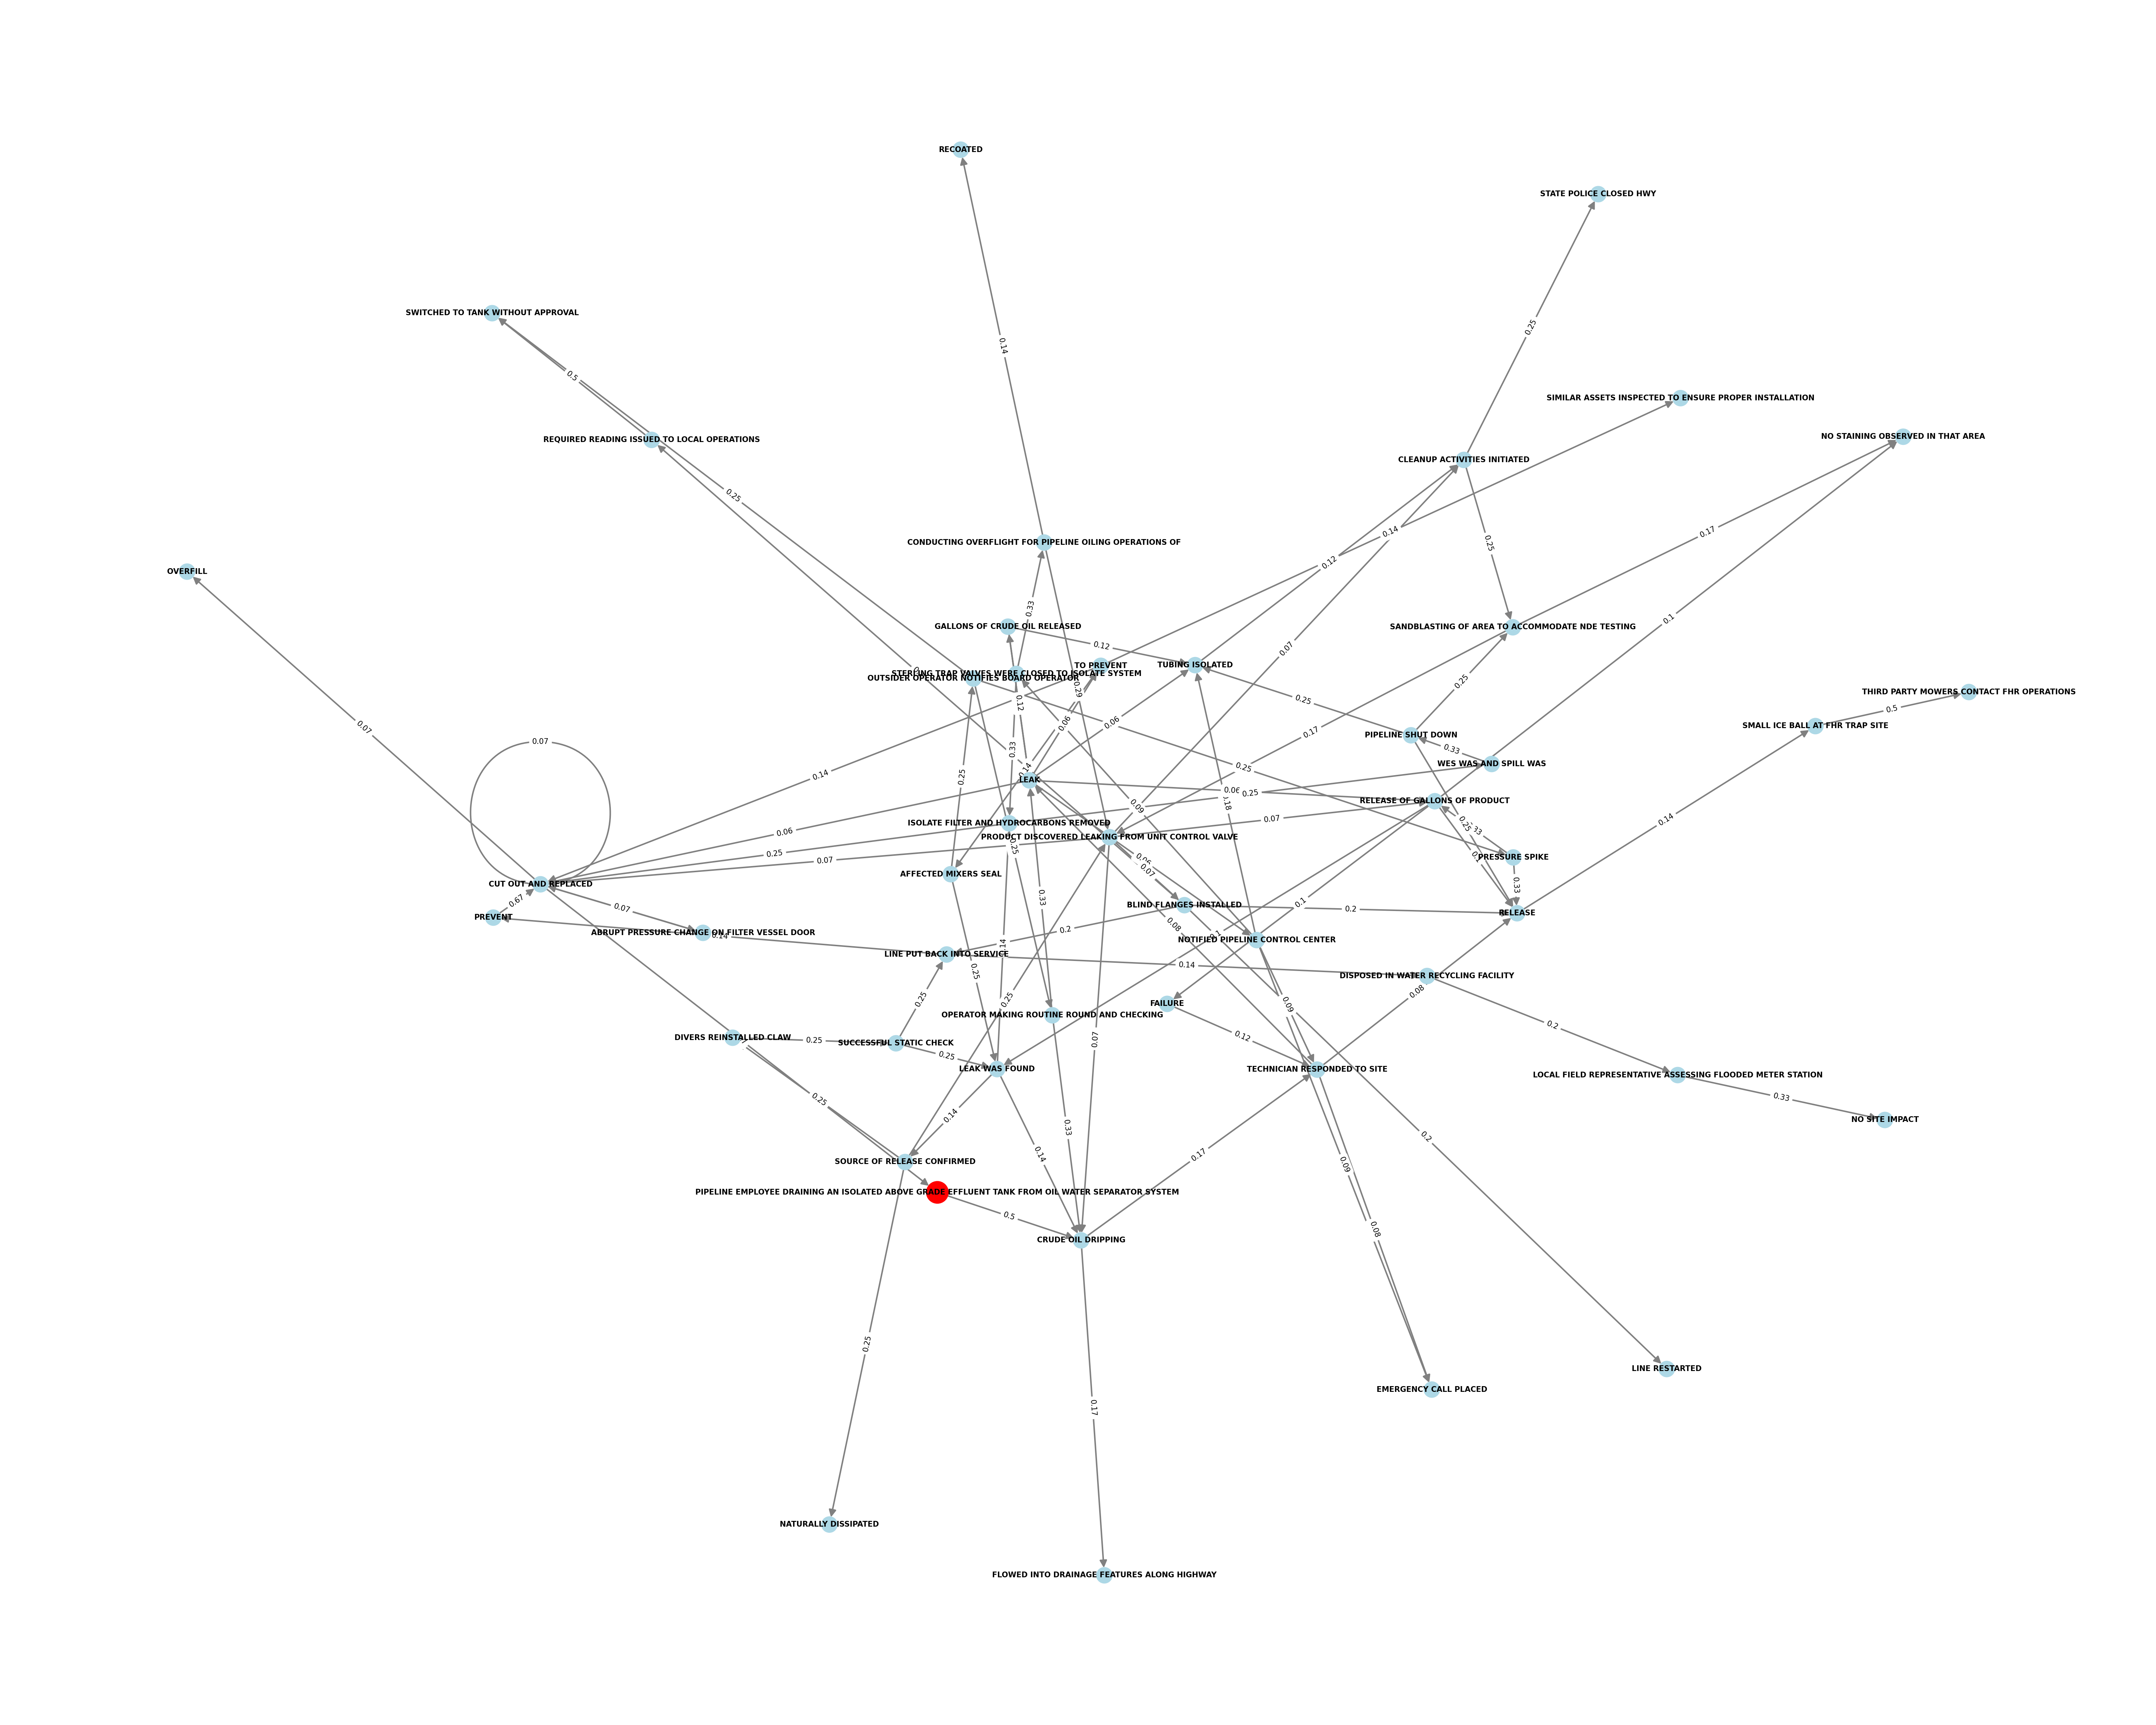 RECOATED
STATE POLICE CLOSED HWY
SWITCHED TO TANK WITHOUT APPROVAL
0.14
0.25
0.5
SIMILAR ASSETS INSPECTED TO ENSURE PROPER INSTALLATION
REQUIRED READING ISSUED TO LOCAL OPERATIONS
NO STAINING OBSERVED IN THAT AREA
CLEANUP ACTIVITIES INITIATED
0.25
0.14
0.17
CONDUCTING OVERFLIGHT FOR PIPELINE OILING OPERATIONS OF
0.25
0.12
OVERFILL
0.33
0.1
GALLONS OF CRUDE OIL RELEASED
SANDBLASTING OF AREA TO ACCOMMODATE NDE TESTING
0.12
0.07
TO PREVENT
TUBING ISOLATED
STERLING TRAP VALVES WERE CLOSED TO ISOLATE SYSTEM
OUTSIDER OPERATOR NOTIFIES BOARD OPERATOR
0.29
0.25
THIRD PARTY MOWERS CONTACT FHR OPERATIONS
0.12
0.25
0.5
0.07
0.06
0.06
SMALL ICE BALL AT FHR TRAP SITE
0.17
PIPELINE SHUT DOWN
0.07
0.33
0.33
WES WAS AND SPILL WAS
0.25
0.14
0.14
0.25
LEAK
0.06
0.25
RELEASE OF GALLONS OF PRODUCT
0.09
ISOLATE FILTER AND HYDROCARBONS REMOVED
0.07
0.14
0.25
PRODUCT DISCOVERED LEAKING FROM UNIT CONTROL VALVE
0.06
0.25
0.25
0.07
0.06
0.07
0.1
PRESSURE SPIKE
AFFECTED MIXERS SEAL
CUT OUT AND REPLACED
0.33
0.67
0.33
0.1
0.07
BLIND FLANGES INSTALLED
0.2
RELEASE
PREVENT
0.08
ABRUPT PRESSURE CHANGE ON FILTER VESSEL DOOR
0.14
0.2
0.1
NOTIFIED PIPELINE CONTROL CENTER
LINE PUT BACK INTO SERVICE
0.14
0.25
DISPOSED IN WATER RECYCLING FACILITY
0.08
0.25
0.25
FAILURE
0.09
OPERATOR MAKING ROUTINE ROUND AND CHECKING
0.2
DIVERS REINSTALLED CLAW
0.25
SUCCESSFUL STATIC CHECK
0.12
0.25
0.07
LEAK WAS FOUND
TECHNICIAN RESPONDED TO SITE
LOCAL FIELD REPRESENTATIVE ASSESSING FLOODED METER STATION
0.25
0.33
0.14
0.33
NO SITE IMPACT
0.2
0.14
0.17
SOURCE OF RELEASE CONFIRMED
0.09
PIPELINE EMPLOYEE DRAINING AN ISOLATED ABOVE GRADE EFFLUENT TANK FROM OIL WATER SEPARATOR SYSTEM
0.5
0.08
CRUDE OIL DRIPPING
0.25
LINE RESTARTED
EMERGENCY CALL PLACED
0.17
NATURALLY DISSIPATED
FLOWED INTO DRAINAGE FEATURES ALONG HIGHWAY